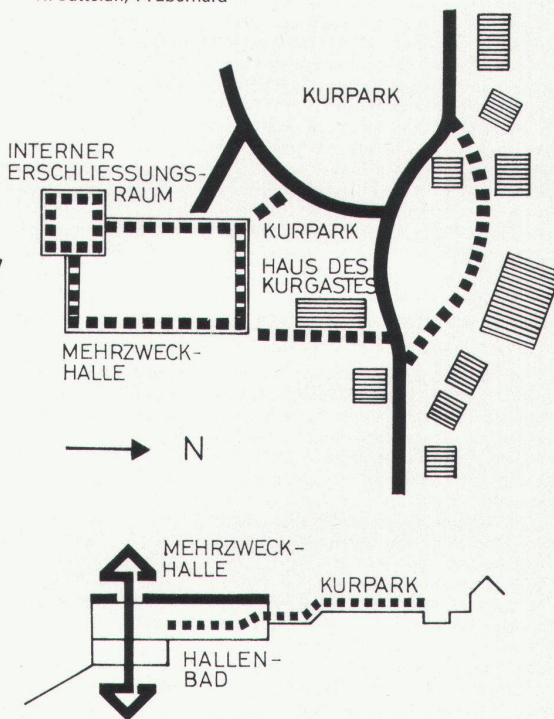 KURPARK
INTERNER
ERSCHLIESSUNGS-
RAUM
KURPARK
HAUS DES
KURGASTES
MEHRZWECK-
HALLE
N
MEHRZWECK-
HALLE
KURPARK
HALLEN-
BAD